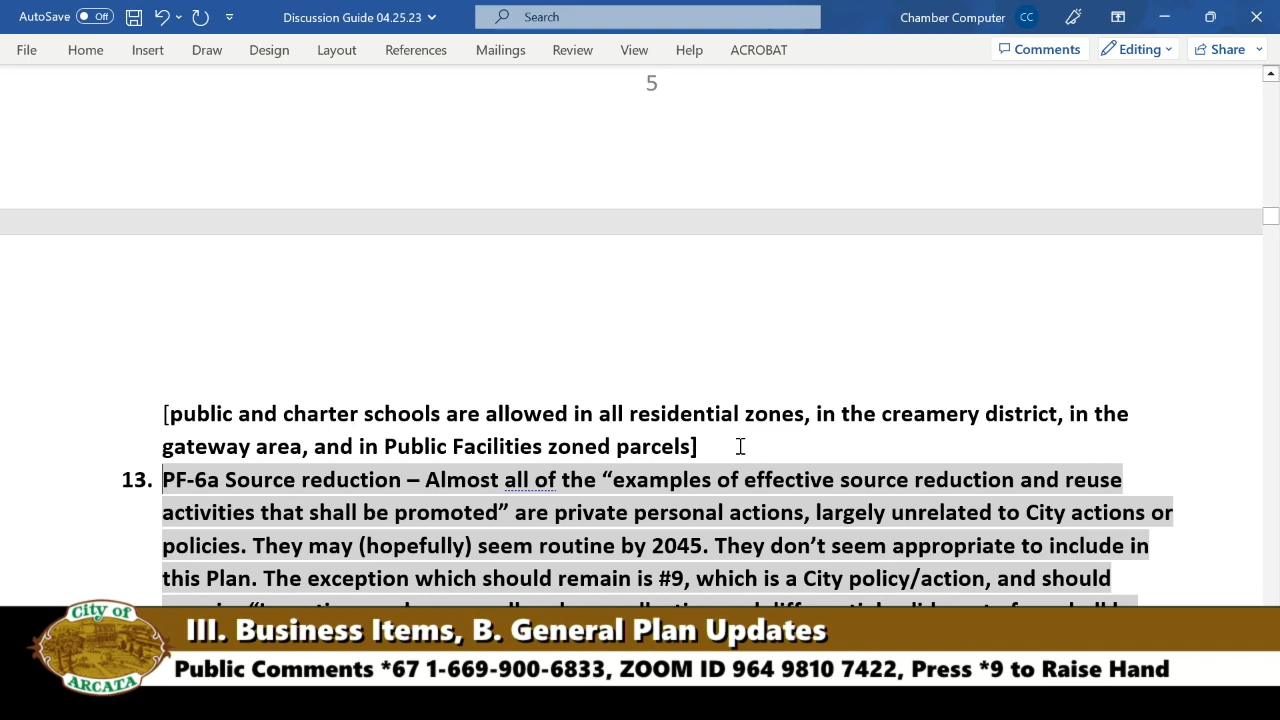 AutoSave Off Discussion Guide 04.25.23 Search Chamber Computer CC
File Home Insert Draw Design Layout References Mailings Review View Help ACROBAT Comments Editing Share
5
[public and charter schools are allowed in all residential zones, in the creamery district, in the
gateway area, and in Public Facilities zoned parcels]
13. PF-6a Source reduction – Almost all of the “examples of effective source reduction and reuse
activities that shall be promoted” are private personal actions, largely unrelated to City actions or
policies. They may (hopefully) seem routine by 2045. They don’t seem appropriate to include in
this Plan. The exception which should remain is #9, which is a City policy/action, and should
City of
ARCATA
III. Business Items, B. General Plan Updates
Public Comments *67 1-669-900-6833, ZOOM ID 964 9810 7422, Press *9 to Raise Hand